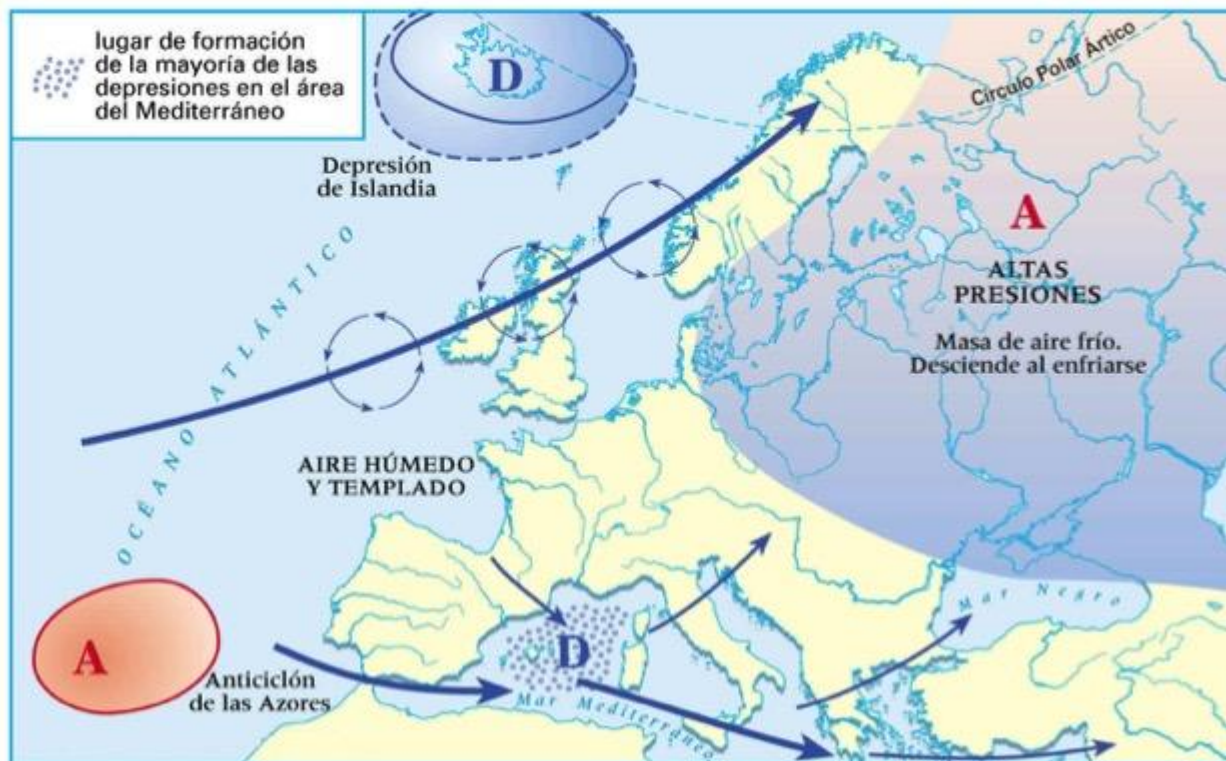 lugar de formación
de la mayoría de las
depresiones en el área
del Mediterráneo
D
Depresión
de Islandia
Círculo Polar Ártico
A
ALTAS
PRESIONES
Masa de aire frío.
Desciende al enfriarse
OCÉANO ATLÁNTICO
AIRE HÚMEDO
Y TEMPLADO
A
Anticiclón
de las Azores
D
Mar Mediterráneo
Mar Negro